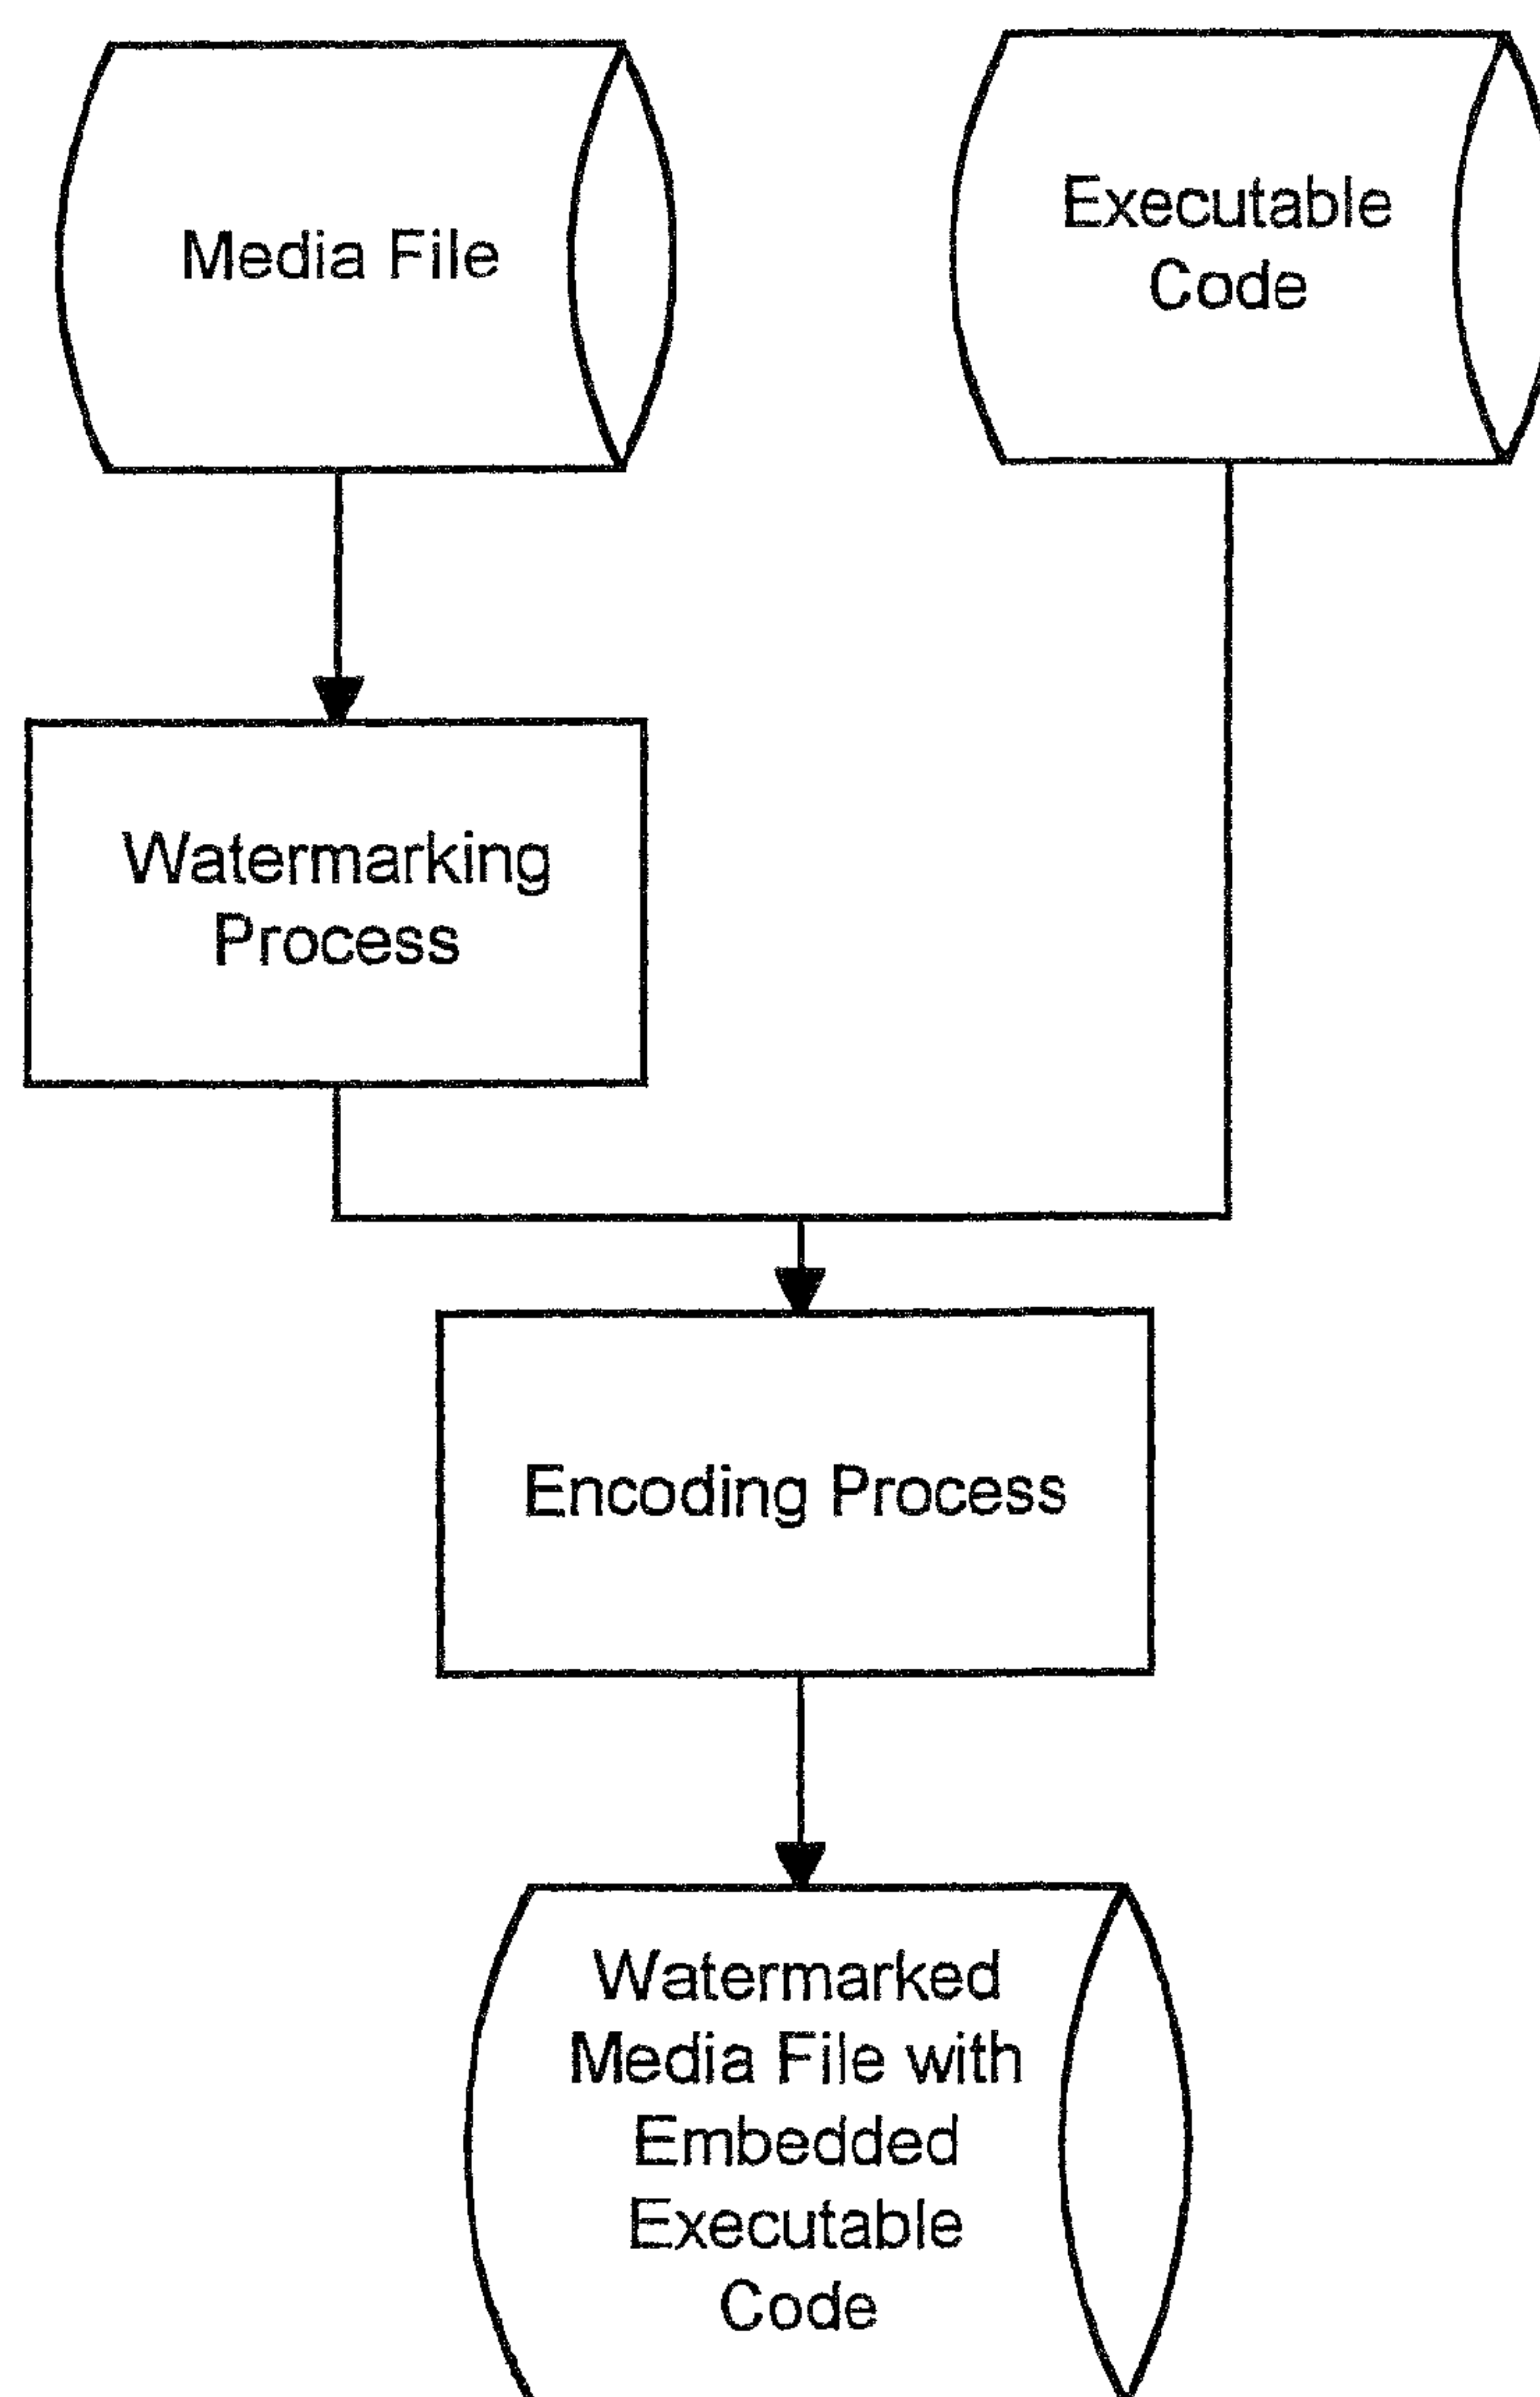 Media File
Executable
Code
Watermarking
Process
Encoding Process
Watermarked
Media File with
Embedded
Executable
Code